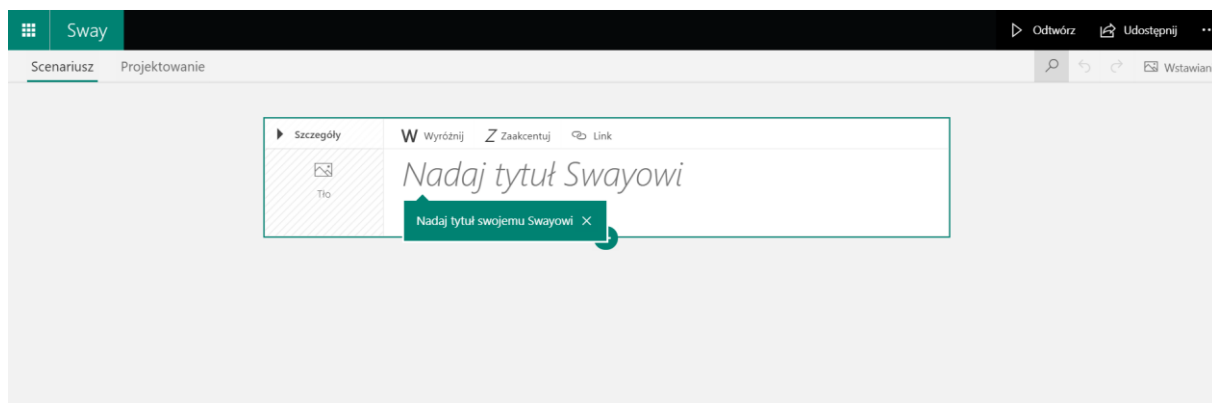 Sway Odtwórz Udostępnij
Scenariusz Projektowanie Wstawian
Szczegóły W Wyróżnij Z Zaakcentuj Link
Nadaj tytuł Swayowi
Tło
Nadaj tytuł swojemu Swayowi